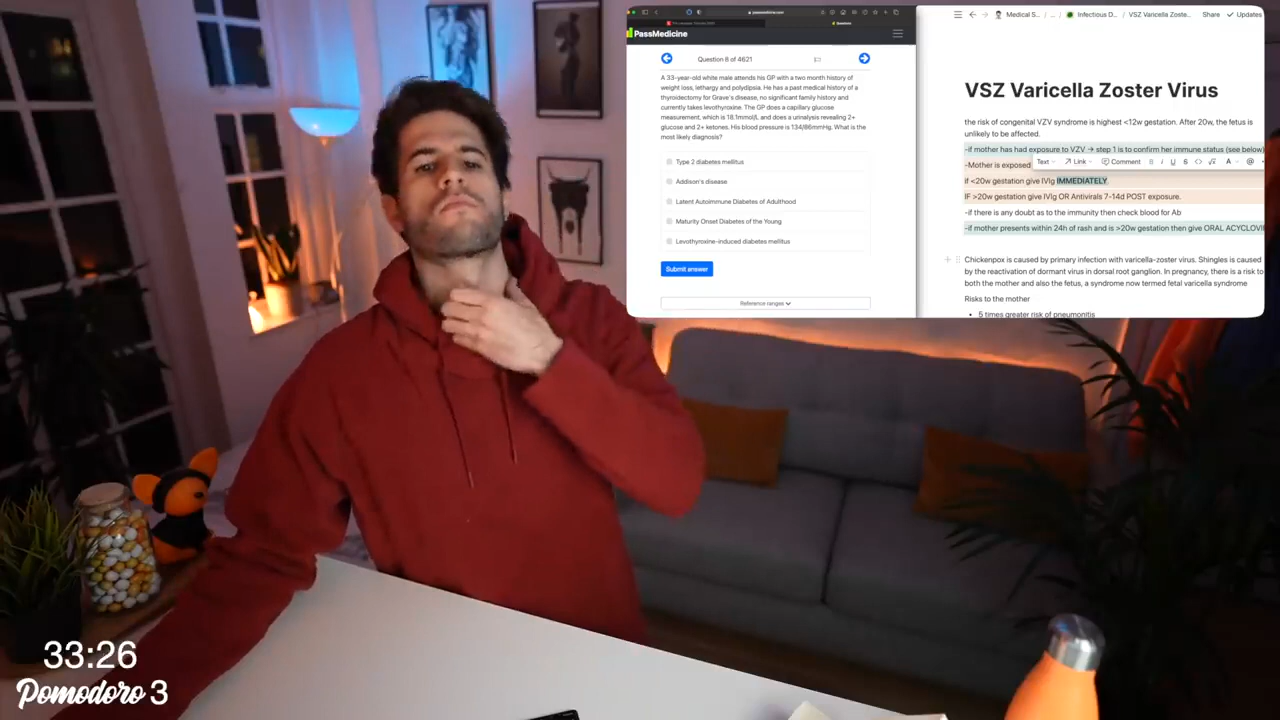 passmedicine.com
PassMedicine
Question 6 of 4621
A 33-year-old white male attends his GP with a two month history of
weight loss, lethargy and polydipsia. He has a past medical history of a
thyroidectomy for Grave's disease, no significant family history and
currently takes levothyroxine. The GP does a capillary glucose
measurement, which is 18.1mmol/L and does a urinalysis revealing 2+
glucose and 2+ ketones. His blood pressure is 134/86mmHg. What is the
most likely diagnosis?
Type 2 diabetes mellitus
Addison's disease
Latent Autoimmune Diabetes of Adulthood
Maturity Onset Diabetes of the Young
Levothyroxine-induced diabetes mellitus
Submit answer
Reference ranges
Medical S... / ... / Infectious D... / VSZ Varicella Zoste... Share Updates
VSZ Varicella Zoster Virus
the risk of congenital VZV syndrome is highest <12w gestation. After 20w, the fetus is
unlikely to be affected.
-if mother has had exposure to VZV → step 1 is to confirm her immune status (see below)
-Mother is exposed
Text Link Comment B i U S <> √x A @
if <20w gestation give IVIg IMMEDIATELY.
IF >20w gestation give IVIg OR Antivirals 7-14d POST exposure.
-if there is any doubt as to the immunity then check blood for Ab
-if mother presents within 24h of rash and is >20w gestation then give ORAL ACYCLOVI
Chickenpox is caused by primary infection with varicella-zoster virus. Shingles is caused
by the reactivation of dormant virus in dorsal root ganglion. In pregnancy, there is a risk to
both the mother and also the fetus, a syndrome now termed fetal varicella syndrome
Risks to the mother
• 5 times greater risk of pneumonitis
33:26
Pomodoro 3